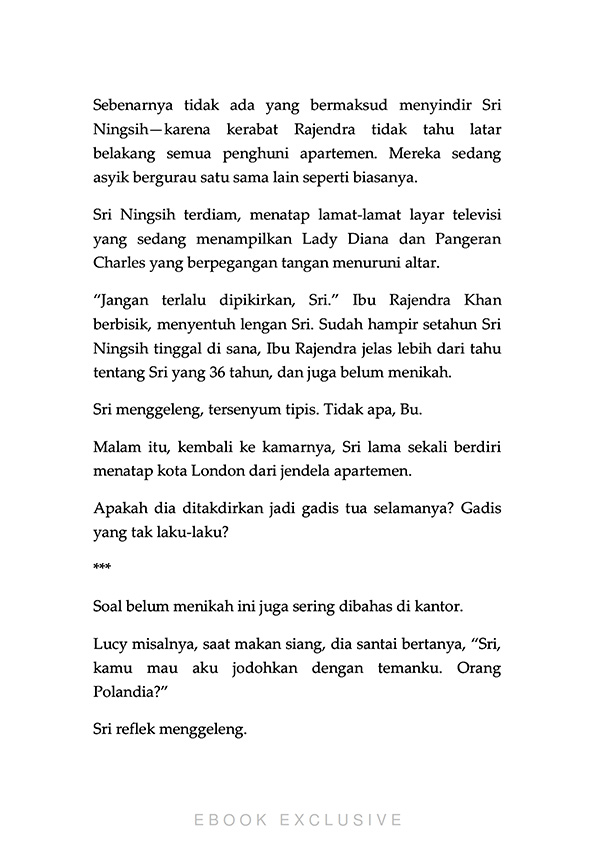 Sebenarnya tidak ada yang bermaksud menyindir Sri
Ningsih—karena kerabat Rajendra tidak tahu latar
belakang semua penghuni apartemen. Mereka sedang
asyik bergurau satu sama lain seperti biasanya.
Sri Ningsih terdiam, menatap lamat-lamat layar televisi
yang sedang menampilkan Lady Diana dan Pangeran
Charles yang berpegangan tangan menuruni altar.
“Jangan terlalu dipikirkan, Sri.” Ibu Rajendra Khan
berbisik, menyentuh lengan Sri. Sudah hampir setahun Sri
Ningsih tinggal di sana, Ibu Rajendra jelas lebih dari tahu
tentang Sri yang 36 tahun, dan juga belum menikah.
Sri menggeleng, tersenyum tipis. Tidak apa, Bu.
Malam itu, kembali ke kamarnya, Sri lama sekali berdiri
menatap kota London dari jendela apartemen.
Apakah dia ditakdirkan jadi gadis tua selamanya? Gadis
yang tak laku-laku?
***
Soal belum menikah ini juga sering dibahas di kantor.
Lucy misalnya, saat makan siang, dia santai bertanya, “Sri,
kamu mau aku jodohkan dengan temanku. Orang
Polandia?”
Sri reflek menggeleng.
EBOOK EXCLUSIVE